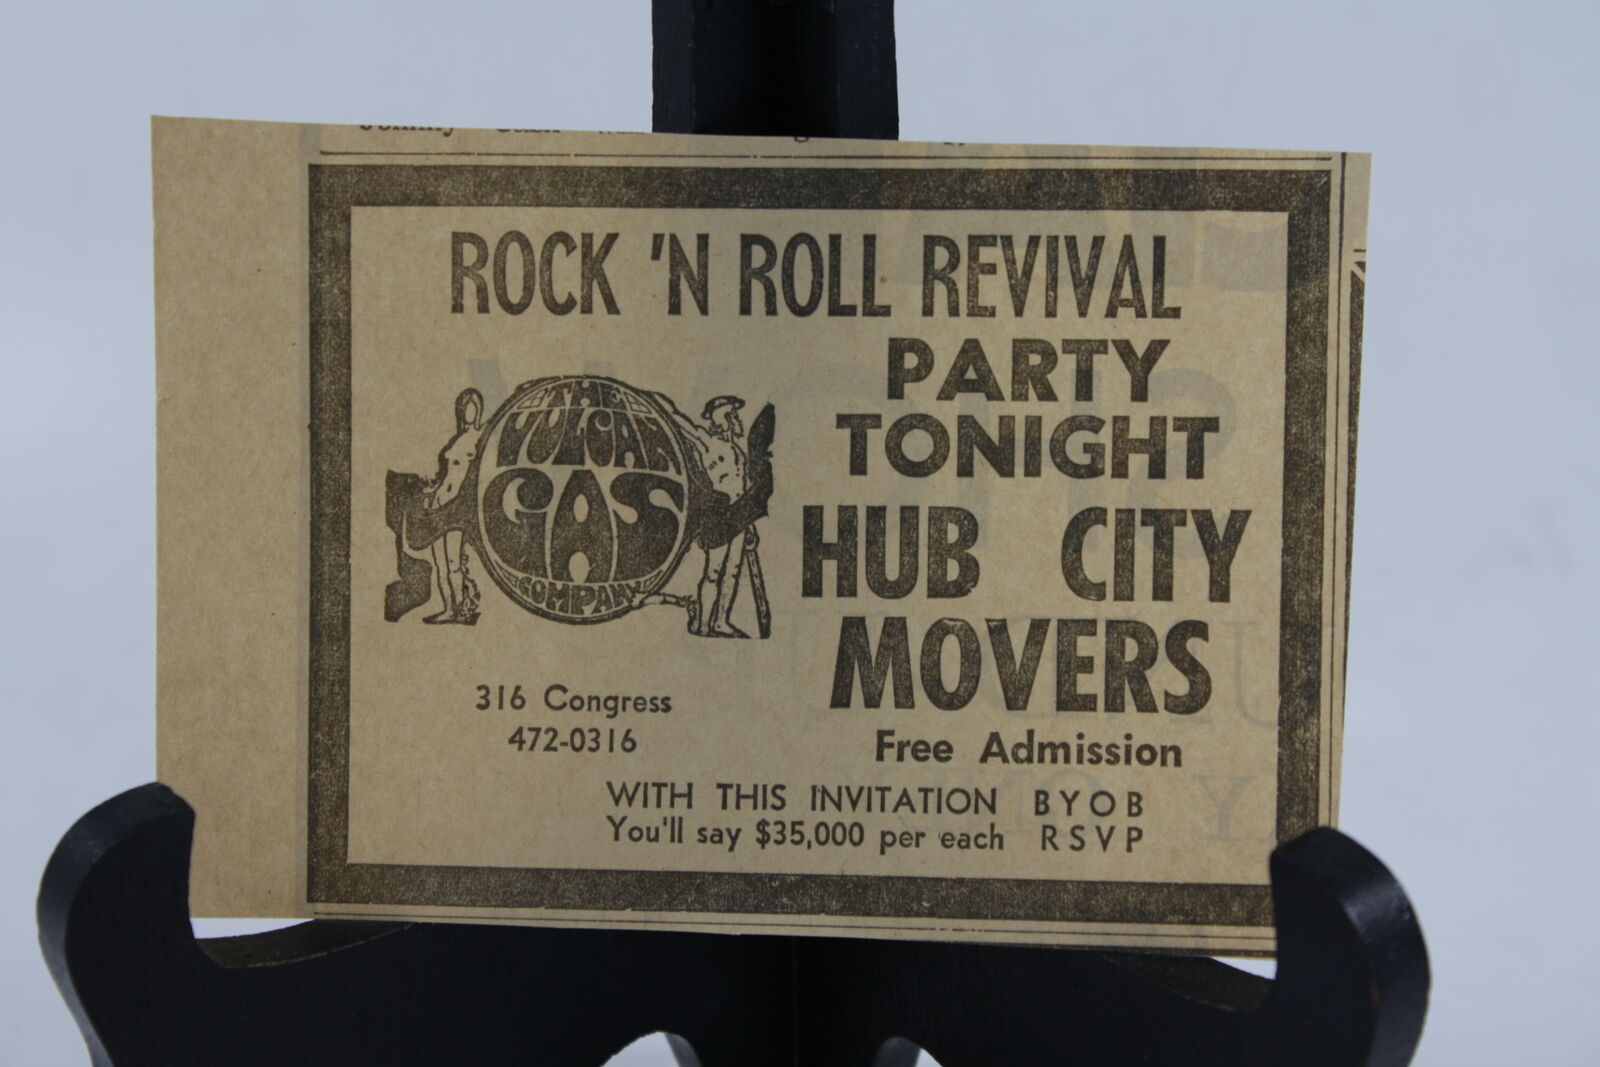 ROCK 'N ROLL REVIVAL
PARTY
TONIGHT
HUB CITY
MOVERS
Free Admission
THE
VULCAN
GAS
COMPANY
316 Congress
472-0316
WITH THIS INVITATION BYOB
You'll say $35,000 per each RSVP